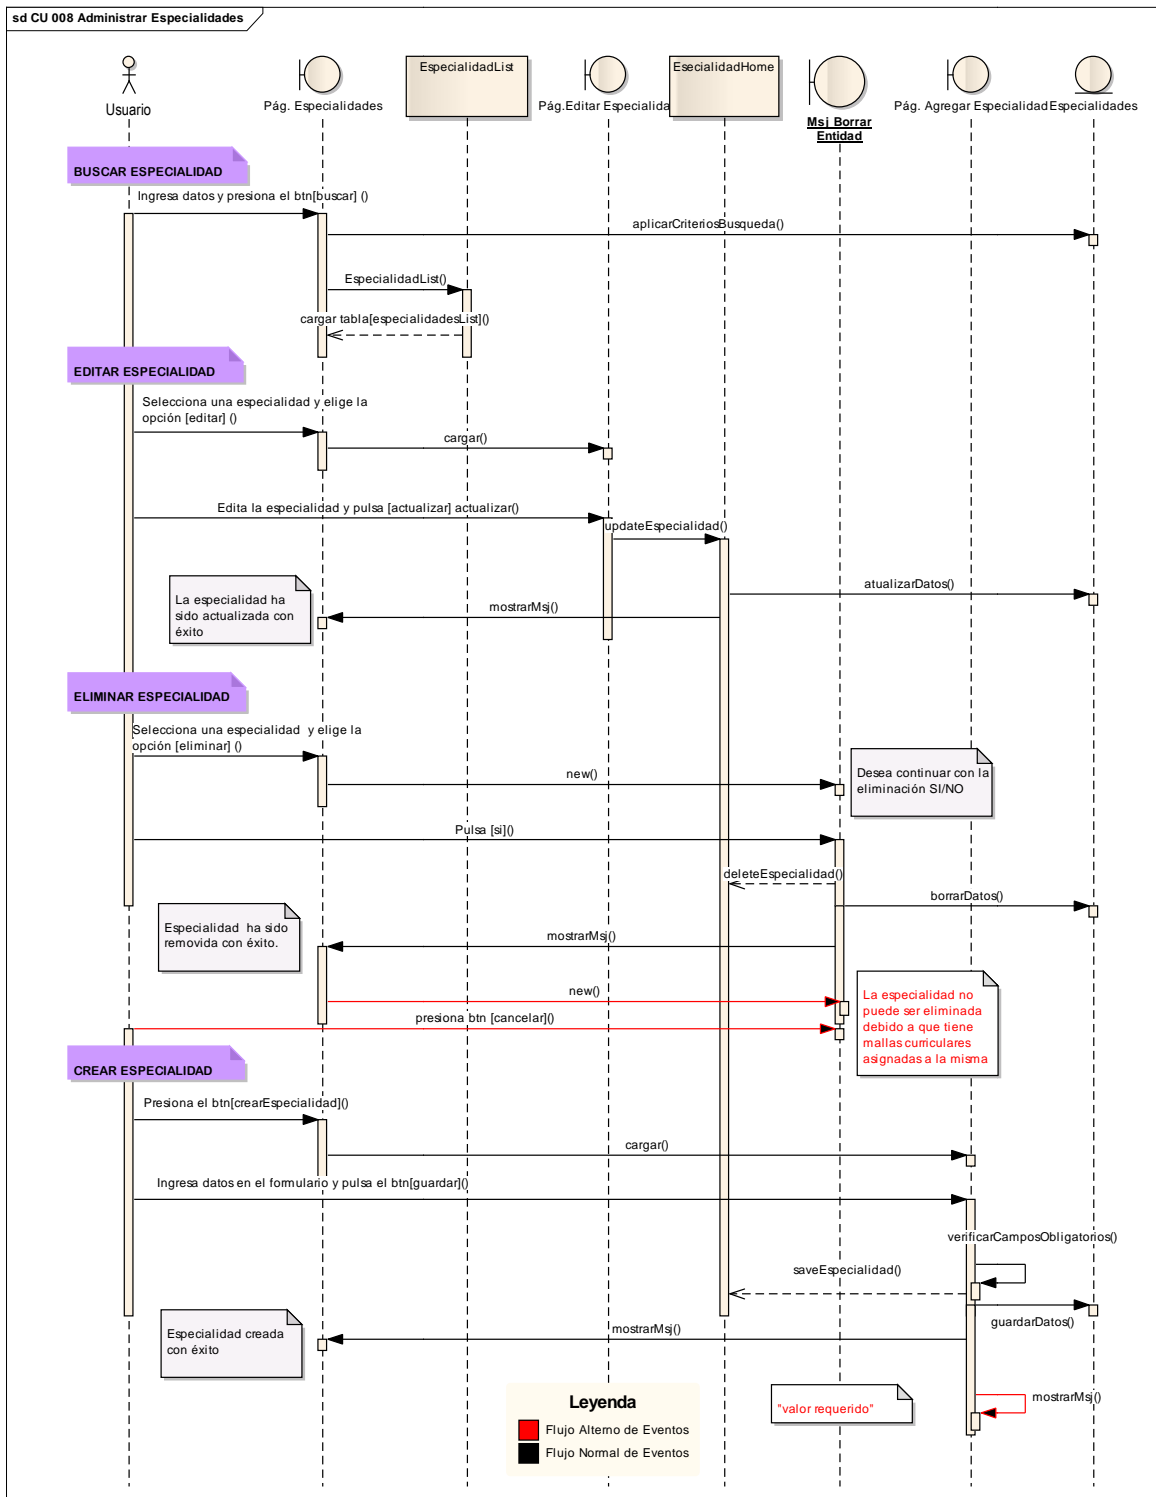 sd CU 008 Administrar Especialidades
Usuario
Pág. Especialidades
EspecialidadList
Pág.Editar Especialida
EsecialidadHome
Msj Borrar
Entidad
Pág. Agregar Especialidad
Especialidades
BUSCAR ESPECIALIDAD
Ingresa datos y presiona el btn[buscar] ()
aplicarCriteriosBusqueda()
EspecialidadList()
cargar tabla[especialidadesList]()
EDITAR ESPECIALIDAD
Selecciona una especialidad y elige la
opción [editar] ()
cargar()
Edita la especialidad y pulsa [actualizar] actualizar()
updateEspecialidad()
atualizarDatos()
La especialidad ha
sido actualizada con
éxito
mostrarMsj()
ELIMINAR ESPECIALIDAD
Selecciona una especialidad  y elige la
opción [eliminar] ()
new()
Desea continuar con la
eliminación SI/NO
Pulsa [si]()
deleteEspecialidad()
borrarDatos()
Especialidad  ha sido
removida con éxito.
mostrarMsj()
new()
La especialidad no
puede ser eliminada
debido a que tiene
mallas curriculares
asignadas a la misma
presiona btn [cancelar]()
CREAR ESPECIALIDAD
Presiona el btn[crearEspecialidad]()
cargar()
Ingresa datos en el formulario y pulsa el btn[guardar]()
verificarCamposObligatorios()
saveEspecialidad()
guardarDatos()
Especialidad creada
con éxito
mostrarMsj()
"valor requerido"
mostrarMsj()
Leyenda
Flujo Alterno de Eventos
Flujo Normal de Eventos